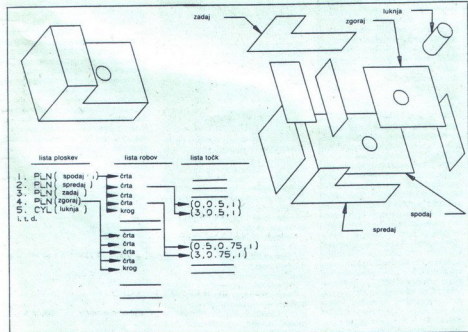 zadaj
luknja
zgoraj
lista ploskev
lista robov
lista točk
1. PLN( spodaj )
2. PLN( spredaj )
3. PLN( zadaj )
4. PLN( zgoraj )
5. CYL( luknja )
i. t. d.
črta
črta
črta
črta
krog
črta
črta
črta
črta
krog
(0,0.5,1)
(3,0.5,1)
(0.5,0.75,1)
(3,0.75,1)
spodaj
spredaj